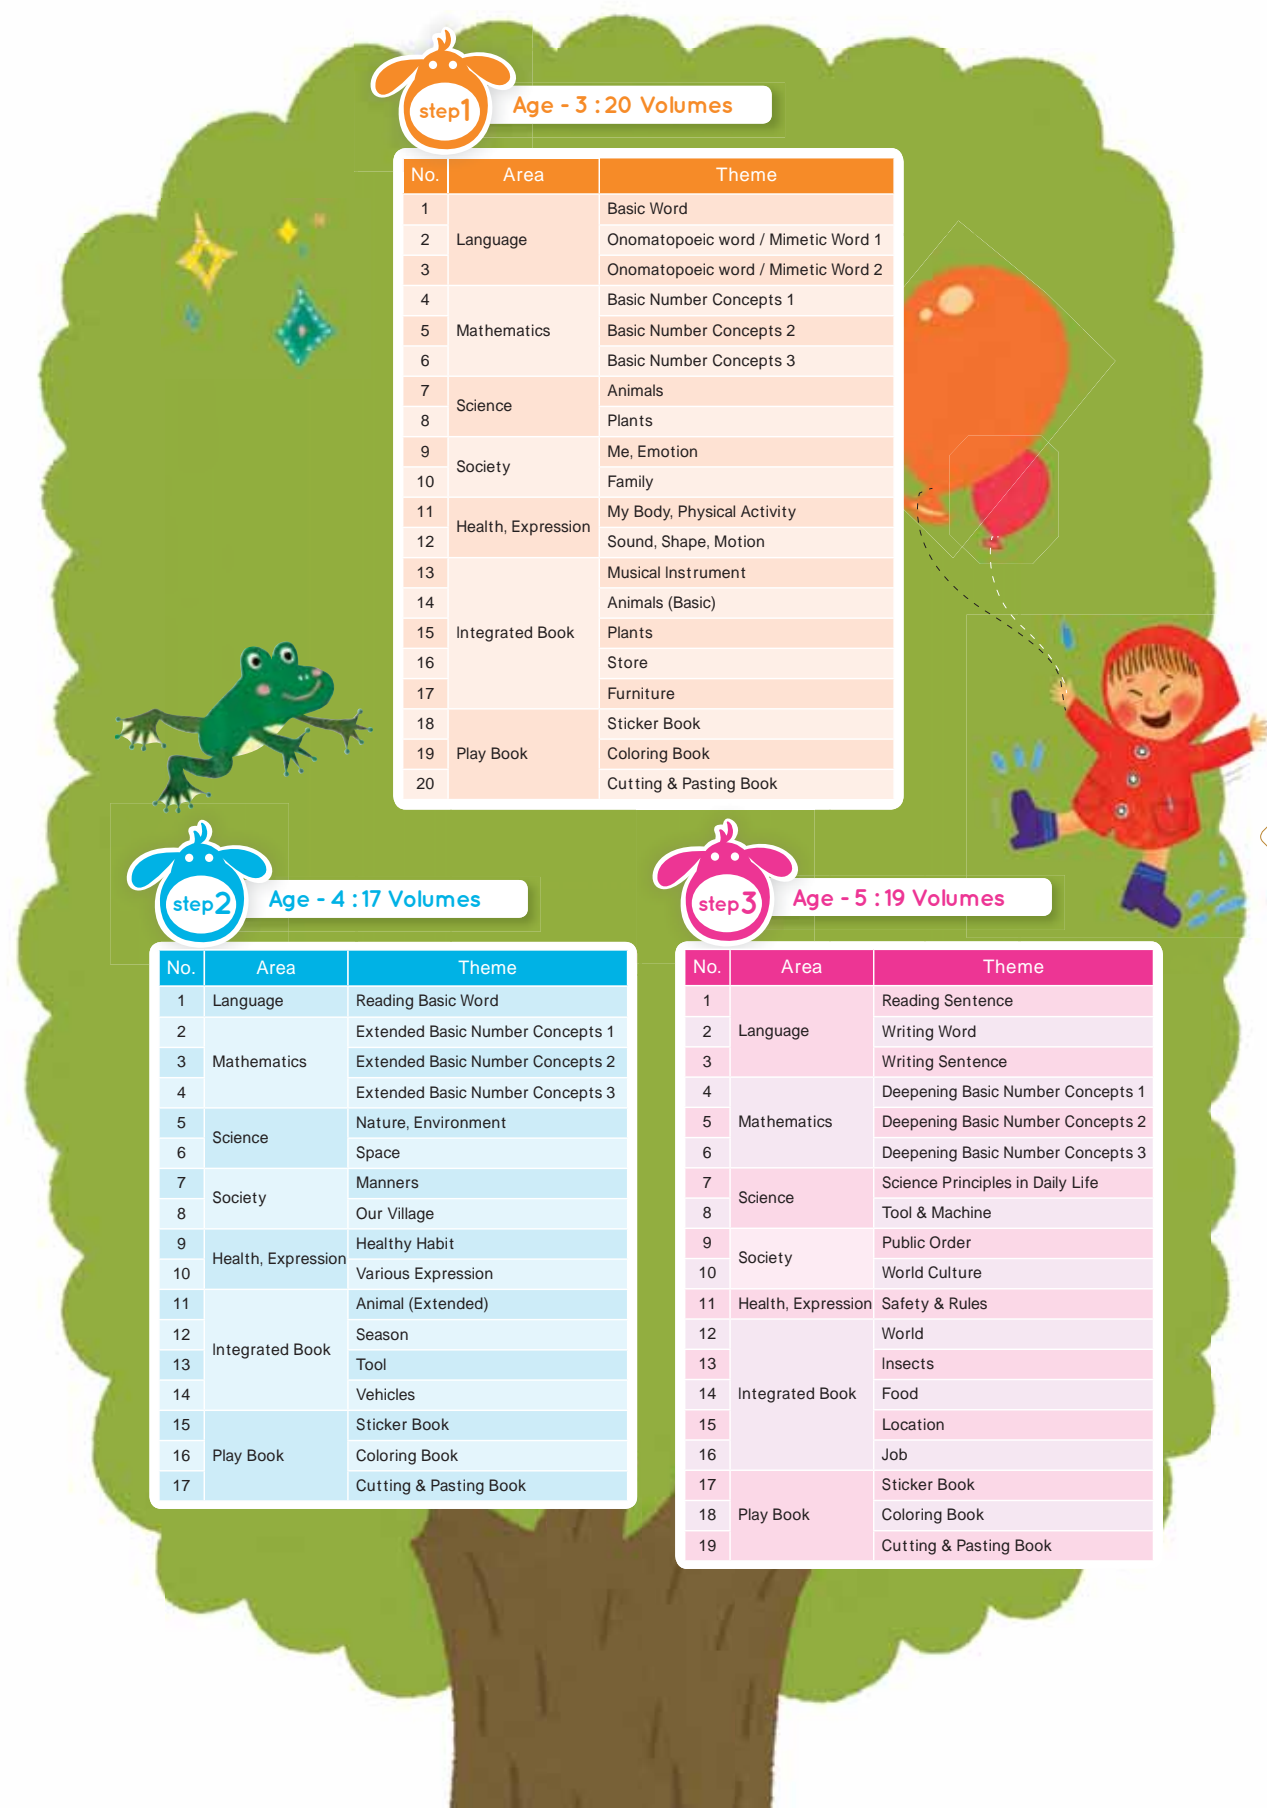 step1
Age - 3 : 20 Volumes
No. Area Theme
1 Language Basic Word
2 Onomatopoeic word / Mimetic Word 1
3 Onomatopoeic word / Mimetic Word 2
4 Mathematics Basic Number Concepts 1
5 Basic Number Concepts 2
6 Basic Number Concepts 3
7 Science Animals
8 Plants
9 Society Me, Emotion
10 Family
11 Health, Expression My Body, Physical Activity
12 Sound, Shape, Motion
13 Integrated Book Musical Instrument
14 Animals (Basic)
15 Plants
16 Store
17 Furniture
18 Play Book Sticker Book
19 Coloring Book
20 Cutting & Pasting Book
step2
Age - 4 : 17 Volumes
No. Area Theme
1 Language Reading Basic Word
2 Mathematics Extended Basic Number Concepts 1
3 Extended Basic Number Concepts 2
4 Extended Basic Number Concepts 3
5 Science Nature, Environment
6 Space
7 Society Manners
8 Our Village
9 Health, Expression Healthy Habit
10 Various Expression
11 Integrated Book Animal (Extended)
12 Season
13 Tool
14 Vehicles
15 Play Book Sticker Book
16 Coloring Book
17 Cutting & Pasting Book
step3
Age - 5 : 19 Volumes
No. Area Theme
1 Language Reading Sentence
2 Writing Word
3 Writing Sentence
4 Mathematics Deepening Basic Number Concepts 1
5 Deepening Basic Number Concepts 2
6 Deepening Basic Number Concepts 3
7 Science Science Principles in Daily Life
8 Tool & Machine
9 Society Public Order
10 World Culture
11 Health, Expression Safety & Rules
12 Integrated Book World
13 Insects
14 Food
15 Location
16 Job
17 Play Book Sticker Book
18 Coloring Book
19 Cutting & Pasting Book